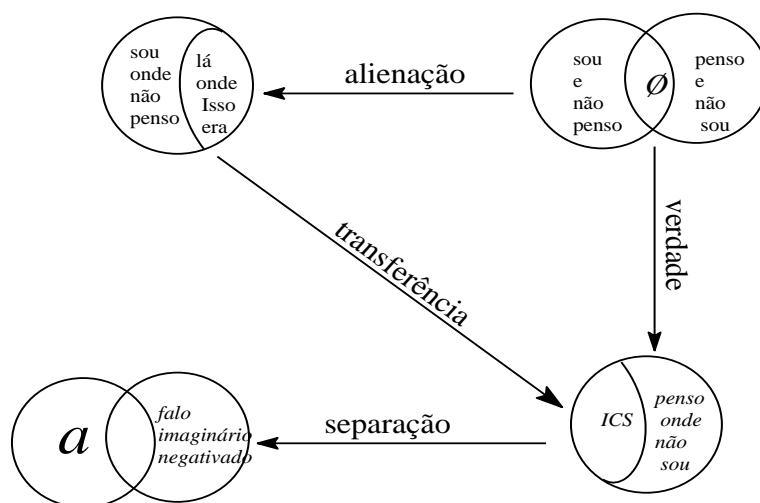 sou
onde
não
penso
lá
onde
Isso
era
alienação
sou
e
não
penso
Ø
penso
e
não
sou
transferência
verdade
a
falo
imaginário
negativado
separação
ICS
penso
onde
não
sou